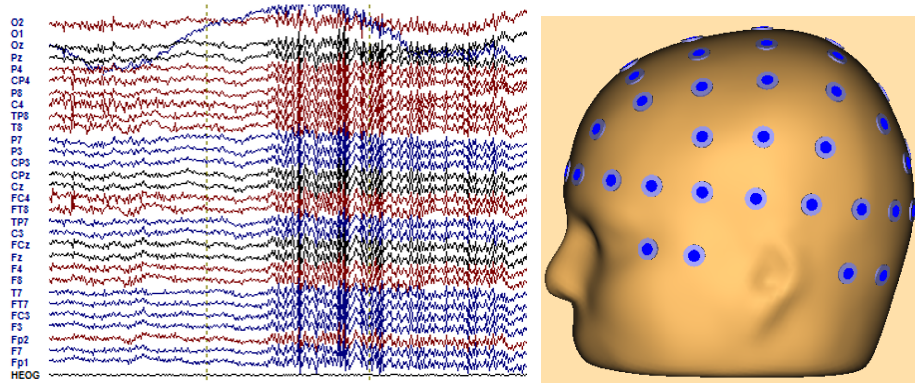 O2
O1
Oz
Pz
P4
CP4
P8
C4
TP8
T8
P7
P3
CP3
CPz
Cz
FC4
FT8
TP7
C3
FCz
Fz
F4
F8
T7
FT7
FC3
F3
Fp2
F7
Fp1
HEOG